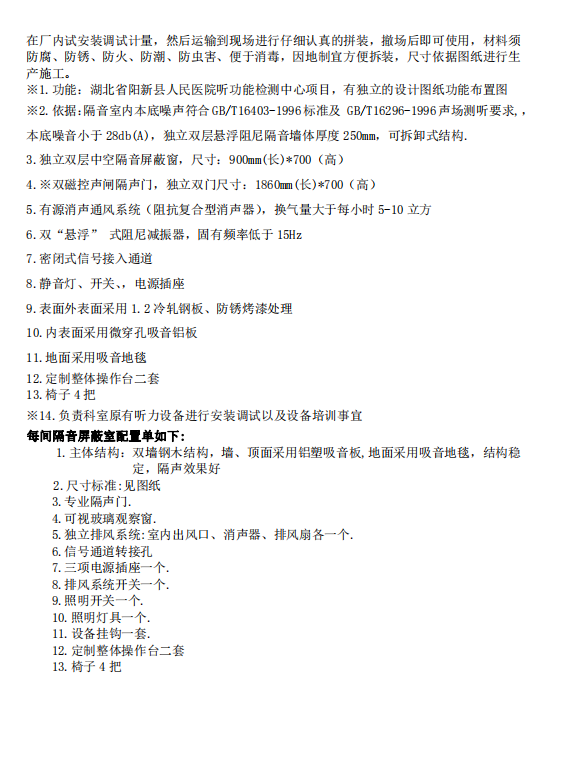 在厂内试安装调试计量，然后运输到现场进行仔细认真的拼装，撤场后即可使用，材料须
防腐、防锈、防火、防潮、防虫害、便于消毒，因地制宜方便拆装，尺寸依据图纸进行生
产施工。
※1.功能：湖北省阳新县人民医院听功能检测中心项目，有独立的设计图纸功能布置图
※2.依据:隔音室内本底噪声符合GB/T16403-1996标准及 GB/T16296-1996声场测听要求,，
本底噪音小于28db(A)，独立双层悬浮阻尼隔音墙体厚度250mm，可拆卸式结构.
3.独立双层中空隔音屏蔽窗，尺寸：900mm(长)*700（高）
4.※双磁控声闸隔声门，独立双门尺寸：1860mm(长)*700（高）
5.有源消声通风系统（阻抗复合型消声器），换气量大于每小时5-10立方
6.双“悬浮” 式阻尼减振器，固有频率低于15Hz
7.密闭式信号接入通道
8.静音灯、开关、，电源插座
9.表面外表面采用1.2冷轧钢板、防锈烤漆处理
10.内表面采用微穿孔吸音铝板
11.地面采用吸音地毯
12.定制整体操作台二套
13.椅子4把
※14.负责科室原有听力设备进行安装调试以及设备培训事宜
每间隔音屏蔽室配置单如下:
1.主体结构：双墙钢木结构，墙、顶面采用铝塑吸音板,地面采用吸音地毯，结构稳
定，隔声效果好
2.尺寸标准:见图纸
3.专业隔声门.
4.可视玻璃观察窗.
5.独立排风系统:室内出风口、消声器、排风扇各一个.
6.信号通道转接孔
7.三项电源插座一个.
8.排风系统开关一个.
9.照明开关一个.
10.照明灯具一个.
11.设备挂钩一套.
12.定制整体操作台二套
13.椅子4把